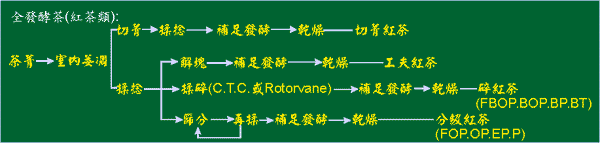 全發酵茶(紅茶類):
切菁 揉捻 補足發酵 乾燥 切菁紅茶
茶菁 室內萎凋
解塊 補足發酵 乾燥 工夫紅茶
揉捻 揉碎(C.T.C.或Rotorvane) 補足發酵 乾燥 碎紅茶
(FBOP.BOP.BP.BT)
篩分 再揉 補足發酵 乾燥 分級紅茶
(FOP.OP.EP.P)